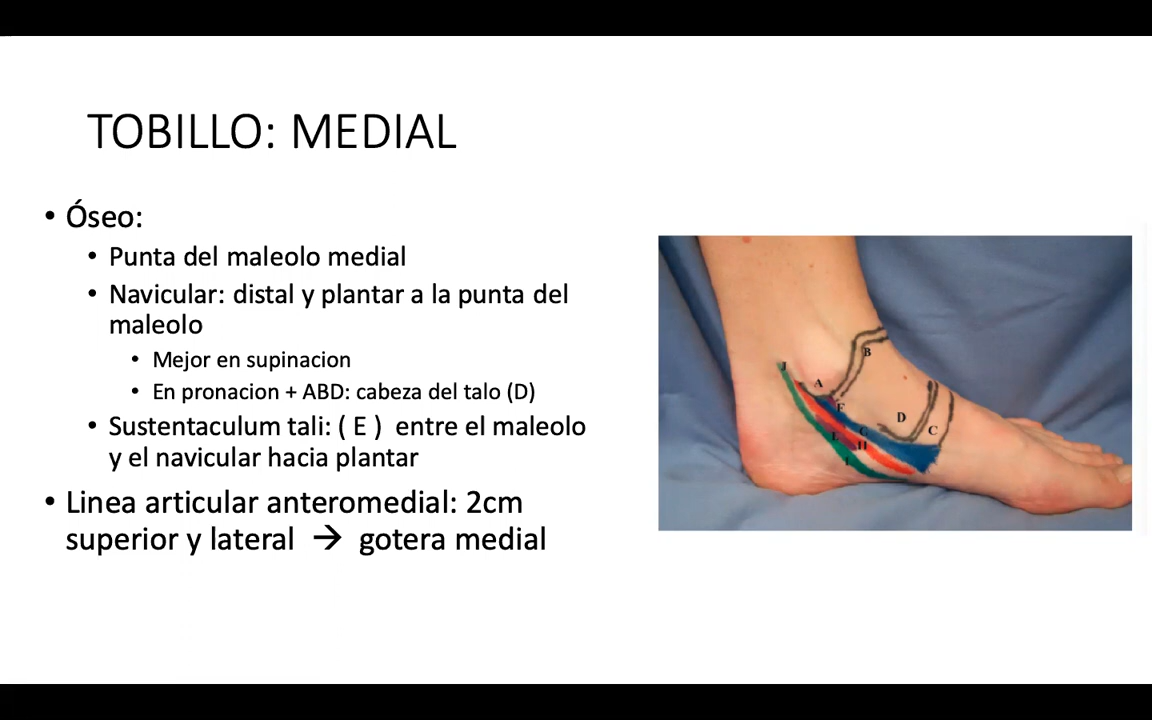 TOBILLO: MEDIAL
• Óseo:
• Punta del maleolo medial
• Navicular: distal y plantar a la punta del
maleolo
• Mejor en supinacion
• En pronacion + ABD: cabeza del talo (D)
• Sustentaculum tali: ( E ) entre el maleolo
y el navicular hacia plantar
• Linea articular anteromedial: 2cm
superior y lateral → gotera medial
B
J
A
F
D
G
C
E
H
I